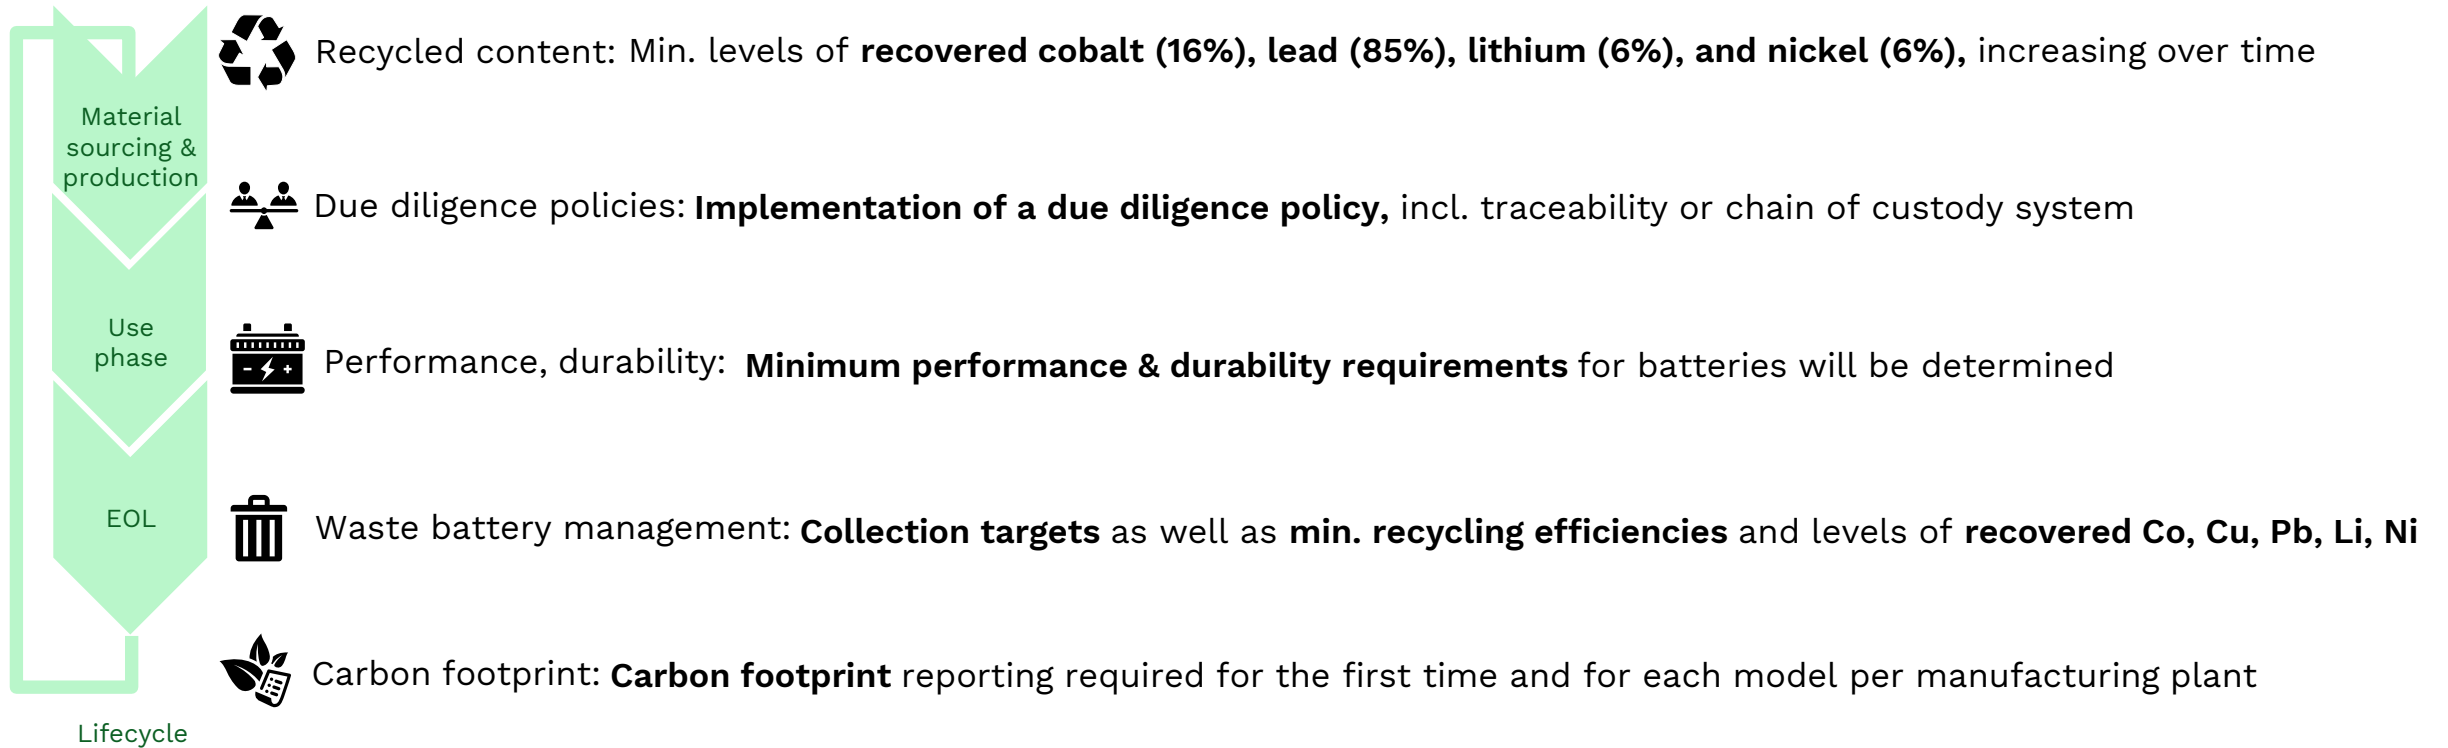 Recycled content: Min. levels of recovered cobalt (16%), lead (85%), lithium (6%), and nickel (6%), increasing over time
Material
sourcing &
production
Due diligence policies: Implementation of a due diligence policy, incl. traceability or chain of custody system
Use
phase
Performance, durability: Minimum performance & durability requirements for batteries will be determined
EOL
Waste battery management: Collection targets as well as min. recycling efficiencies and levels of recovered Co, Cu, Pb, Li, Ni
Carbon footprint: Carbon footprint reporting required for the first time and for each model per manufacturing plant
Lifecycle